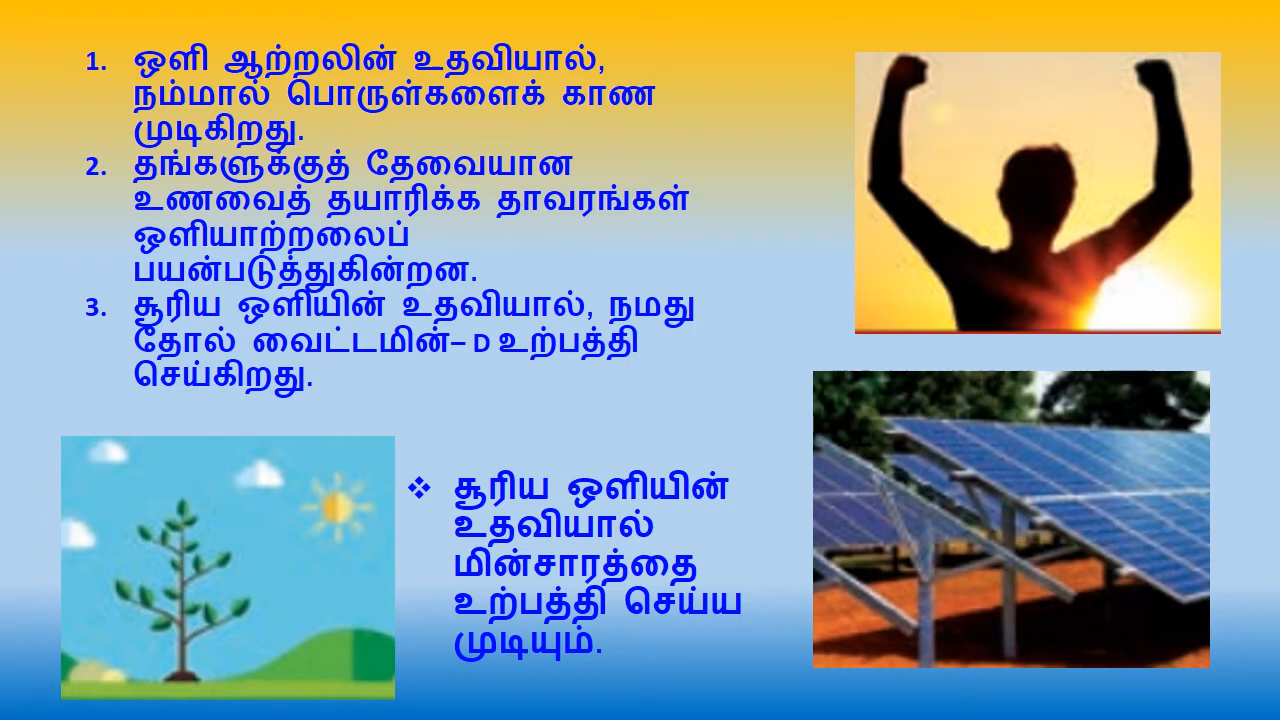 1. ஒளி ஆற்றலின் உதவியால்,
நம்மால் பொருள்களைக் காண
முடிகிறது.
2. தங்களுக்குத் தேவையான
உணவைத் தயாரிக்க தாவரங்கள்
ஒளியாற்றலைப்
பயன்படுத்துகின்றன.
3. சூரிய ஒளியின் உதவியால், நமது
தோல் வைட்டமின்– D உற்பத்தி
செய்கிறது.
❖ சூரிய ஒளியின்
உதவியால்
மின்சாரத்தை
உற்பத்தி செய்ய
முடியும்.